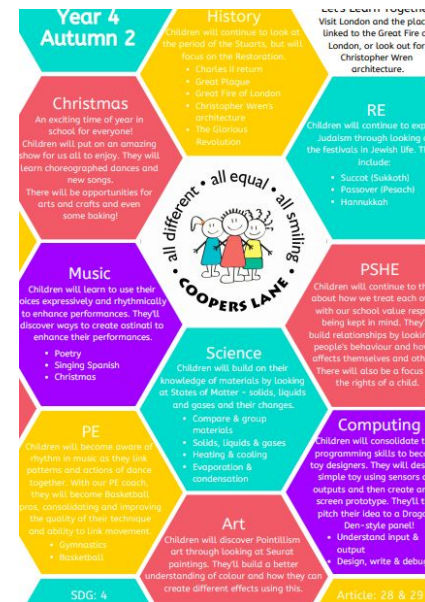 Year 4
Autumn 2
History
Children will continue to look at
the period of the Stuarts, but will
focus on the Restoration.
• Charles II return
• Great Plague
• Great Fire of London
• Christopher Wren's
architecture
• The Glorious
Revolution
Let's Learn Together
Visit London and the
linked to the Great Fire
London, or look out for
Christopher Wren
architecture.
Christmas
An exciting time of year in
school for everyone!
Children will put on an amazing
show for us all to enjoy. They will
learn choreographed dances and
new songs.
There will be opportunities for
arts and crafts and even
some baking!
RE
Children will continue to
Judaism through looking
the festivals in Jewish life.
include:
• Succot (Sukkoth)
• Passover (Pesach)
• Hannukkah
all different • all equal • all smiling
• COOPERS LANE •
Music
Children will learn to use their
voices expressively and rhythmically
to enhance performances. They'll
discover ways to create ostinati to
enhance their performances.
• Poetry
• Singing Spanish
• Christmas
PSHE
Children will continue to
about how we treat each
with our school value
being kept in mind. They'll
build relationships by looking
people's behaviour and how
affects themselves and
There will also be a focus
the rights of a child.
Science
Children will build on their
knowledge of materials by looking
at States of Matter - solids, liquids
and gases and their changes.
• Compare & group
materials
• Solids, liquids & gases
• Heating & cooling
• Evaporation &
condensation
PE
Children will become aware of
rhythm in music as they link
patterns and actions of dance
together. With our PE coach,
they will become Basketball
pros, consolidating and improving
the quality of their technique
and ability to link movement.
• Gymnastics
• Basketball
Computing
Children will consolidate
programming skills to
toy designers. They will
simple toy using sensors
outputs and then create
screen prototype. They'll
pitch their idea to a
Den-style panel!
• Understand input &
output
• Design, write & debug
Art
Children will discover Pointillism
art through looking at Seurat
paintings. They'll build a better
understanding of colour and how they can
create different effects using this.
SDG: 4
Article: 28 & 29